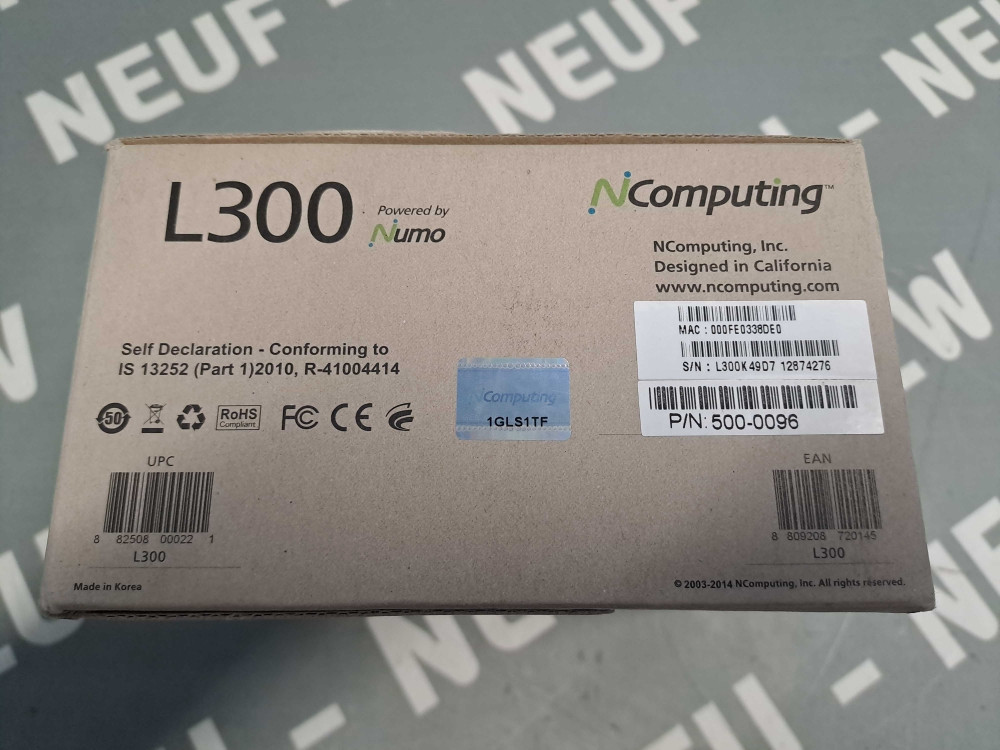 NEUF
NEUF
NEW
L300
Powered by
Numo
NComputing™
NComputing, Inc.
Designed in California
www.ncomputing.com
MAC : 000FE0338DE0
S/N : L300K49D7 12874276
P/N: 500-0096
Self Declaration - Conforming to
IS 13252 (Part 1)2010, R-41004414
50
RoHS
Compliant
FC CE
NComputing
1GLS1TF
UPC
8 82508 00022 1
L300
EAN
8 809208 720145
L300
Made in Korea
© 2003-2014 NComputing, Inc. All rights reserved.